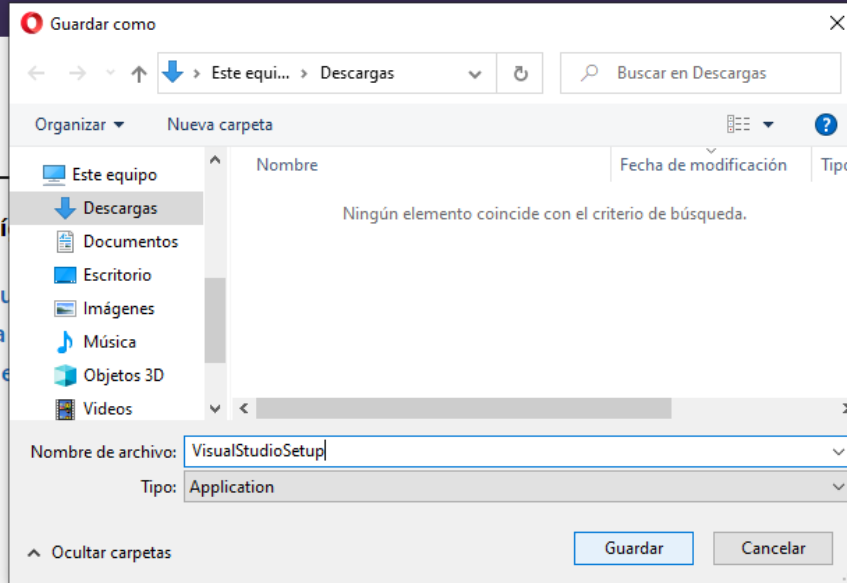 Guardar como
Este equi... Descargas
Buscar en Descargas
Organizar Nueva carpeta
Nombre Fecha de modificación Tipo
Este equipo
Descargas
Ningún elemento coincide con el criterio de búsqueda.
Documentos
Escritorio
Imágenes
Música
Objetos 3D
Videos
Nombre de archivo: VisualStudioSetup
Tipo: Application
Ocultar carpetas
Guardar Cancelar